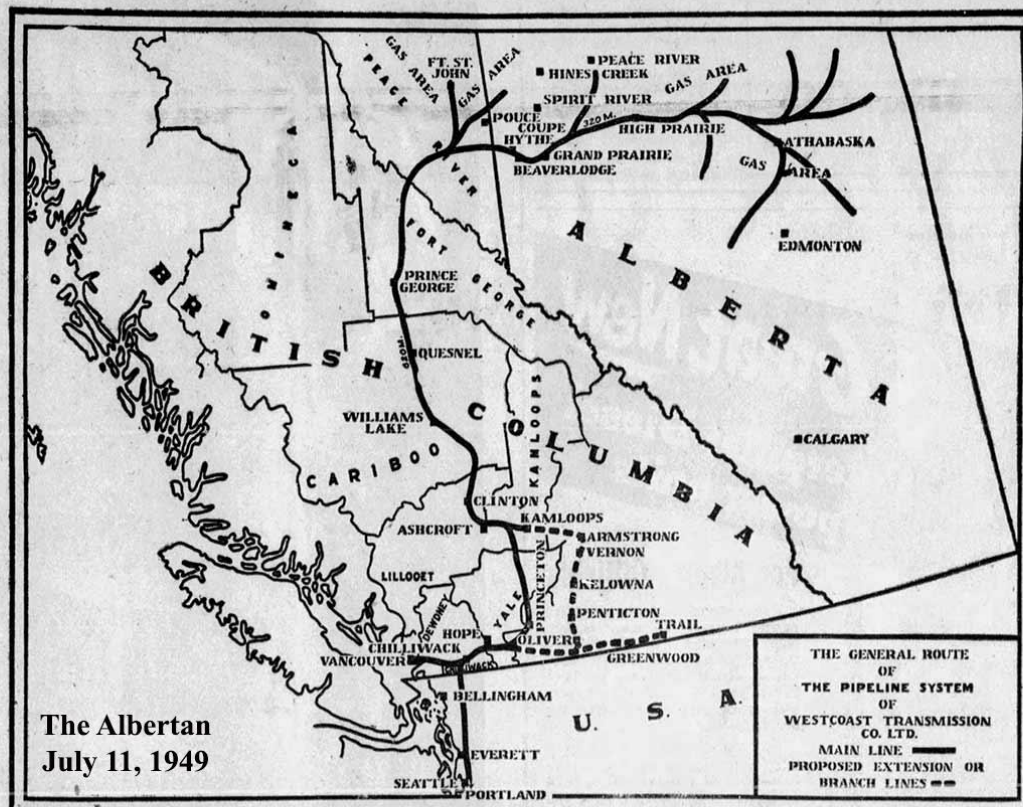 GAS AREA
PEACE RIVER
FT. ST.
JOHN
GAS AREA
PEACE RIVER
HINES CREEK
GAS AREA
SPIRIT RIVER
POUCE
COUPE
HYTHE
320 M.
HIGH PRAIRIE
GRAND PRAIRIE
BEAVERLODGE
ATHABASKA
GAS AREA
EDMONTON
ALBERTA
OMINECA
FORT GEORGE
PRINCE
GEORGE
BRITISH COLUMBIA
QUESNEL
WILLIAMS
LAKE
CARIBOO
KAMLOOPS
CALGARY
CLINTON
ASHCROFT
KAMLOOPS
ARMSTRONG
VERNON
LILLOOET
KELOWNA
PRINCETON
YALE
DEWDNEY
PENTICTON
HOPE
OLIVER
TRAIL
GREENWOOD
CHILLIWACK
VANCOUVER
CHILLIWACK
BELLINGHAM
U. S. A.
EVERETT
SEATTLE
PORTLAND
THE GENERAL ROUTE
OF
THE PIPELINE SYSTEM
OF
WESTCOAST TRANSMISSION
CO. LTD.
MAIN LINE
PROPOSED EXTENSION OR
BRANCH LINES
The Albertan
July 11, 1949